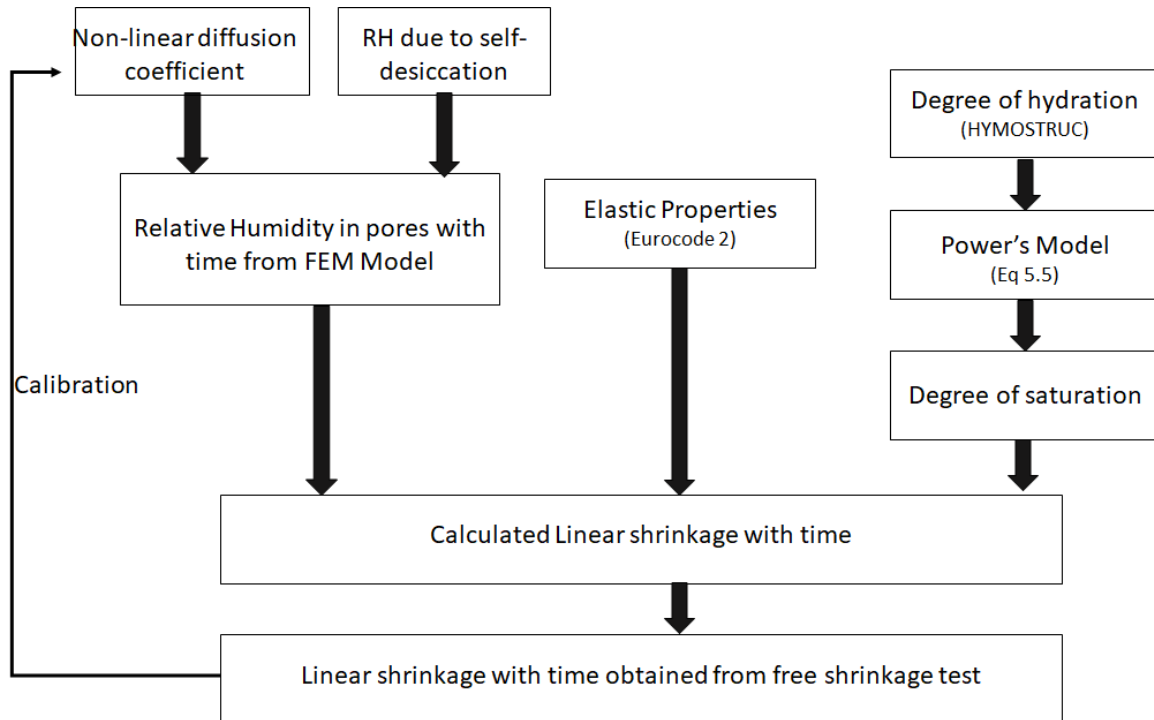 Non-linear diffusion
coefficient
RH due to self-
desiccation
Degree of hydration
(HYMOSTRUC)
Relative Humidity in pores with
time from FEM Model
Elastic Properties
(Eurocode 2)
Power's Model
(Eq 5.5)
Calibration
Degree of saturation
Calculated Linear shrinkage with time
Linear shrinkage with time obtained from free shrinkage test